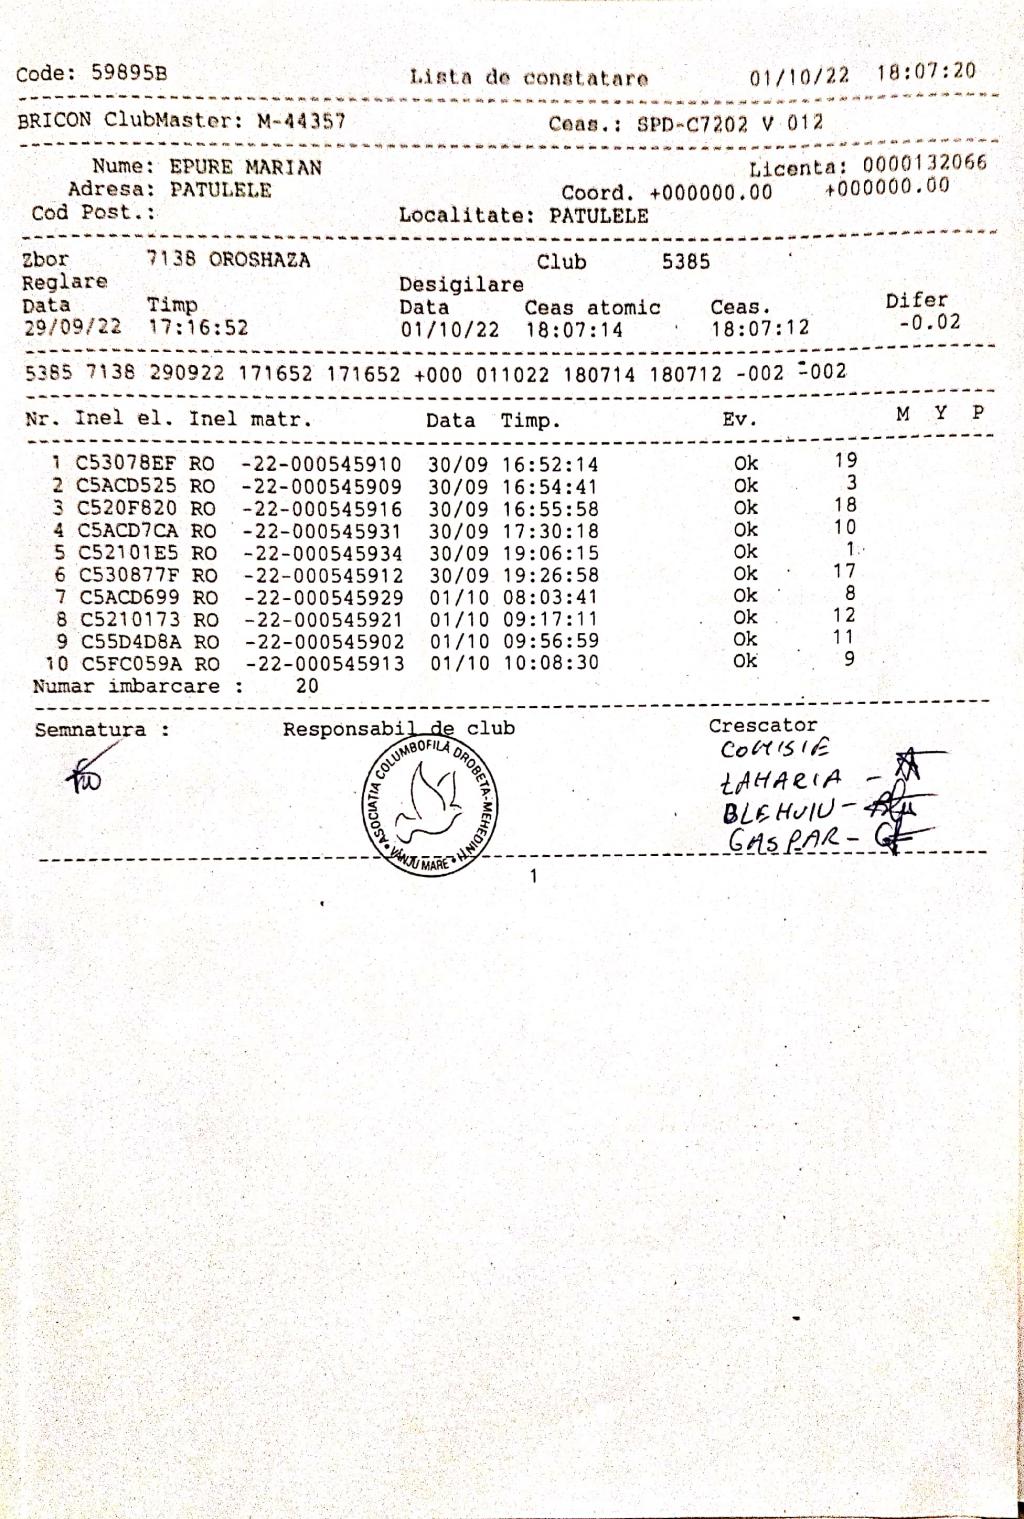 Code: 59895B Lista de constatare 01/10/22 18:07:20
BRICON ClubMaster: M-44357 Ceas.: SPD-C7202 V 012
Nume: EPURE MARIAN Licenta: 0000132066
Adresa: PATULELE Coord. +000000.00 +000000.00
Cod Post.: Localitate: PATULELE
Zbor 7138 OROSHAZA Club 5385
Reglare Desigilare
Data Timp Data Ceas atomic Ceas. Difer
29/09/22 17:16:52 01/10/22 18:07:14 18:07:12 -0.02
5385 7138 290922 171652 171652 +000 011022 180714 180712 -002 -002
Nr. Inel el. Inel matr. Data Timp. Ev. M Y P
1 C53078EF RO -22-000545910 30/09 16:52:14 Ok 19
2 C5ACD525 RO -22-000545909 30/09 16:54:41 Ok 3
3 C520F820 RO -22-000545916 30/09 16:55:58 Ok 18
4 C5ACD7CA RO -22-000545931 30/09 17:30:18 Ok 10
5 C52101E5 RO -22-000545934 30/09 19:06:15 Ok 1
6 C530877F RO -22-000545912 30/09 19:26:58 Ok 17
7 C5ACD699 RO -22-000545929 01/10 08:03:41 Ok 8
8 C5210173 RO -22-000545921 01/10 09:17:11 Ok 12
9 C55D4D8A RO -22-000545902 01/10 09:56:59 Ok 11
10 C5FC059A RO -22-000545913 01/10 10:08:30 Ok 9
Numar imbarcare : 20
Semnatura : Responsabil de club Crescator
COMISIE
ZAHARIA -
BLEHUIU -
GASPAR -
ASOCIATIA COLUMBOFILĂ DROBETA-MEHEDINȚI
VÂNJU MARE
1